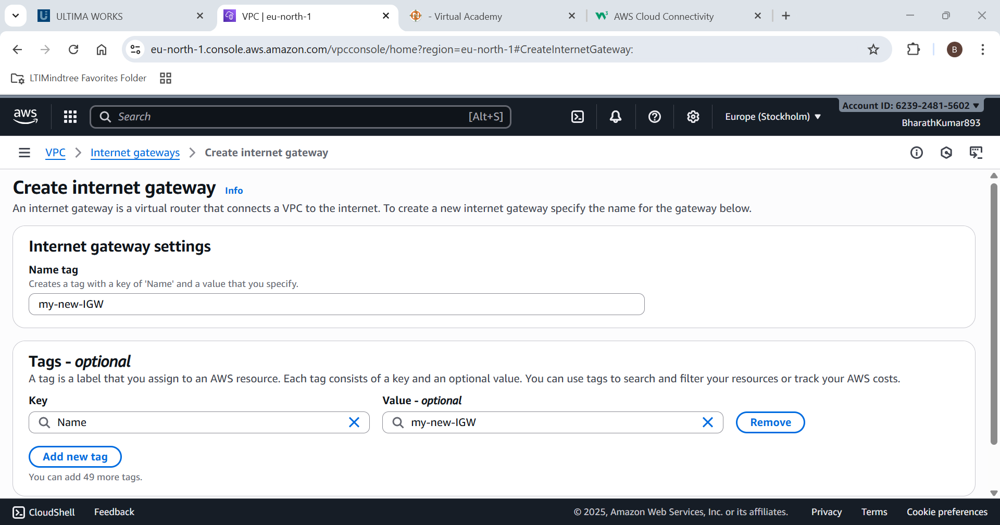 ULTIMA WORKS
VPC | eu-north-1
- Virtual Academy
AWS Cloud Connectivity
eu-north-1.console.aws.amazon.com/vpcconsole/home?region=eu-north-1#CreateInternetGateway:
B
LTIMindtree Favorites Folder
aws
Search
[Alt+S]
Europe (Stockholm)
Account ID: 6239-2481-5602
BharathKumar893
VPC
Internet gateways
Create internet gateway
Create internet gateway Info
An internet gateway is a virtual router that connects a VPC to the internet. To create a new internet gateway specify the name for the gateway below.
Internet gateway settings
Name tag
Creates a tag with a key of 'Name' and a value that you specify.
my-new-IGW
Tags - optional
A tag is a label that you assign to an AWS resource. Each tag consists of a key and an optional value. You can use tags to search and filter your resources or track your AWS costs.
Key
Value - optional
Name
my-new-IGW
Remove
Add new tag
You can add 49 more tags.
CloudShell
Feedback
© 2025, Amazon Web Services, Inc. or its affiliates.
Privacy
Terms
Cookie preferences